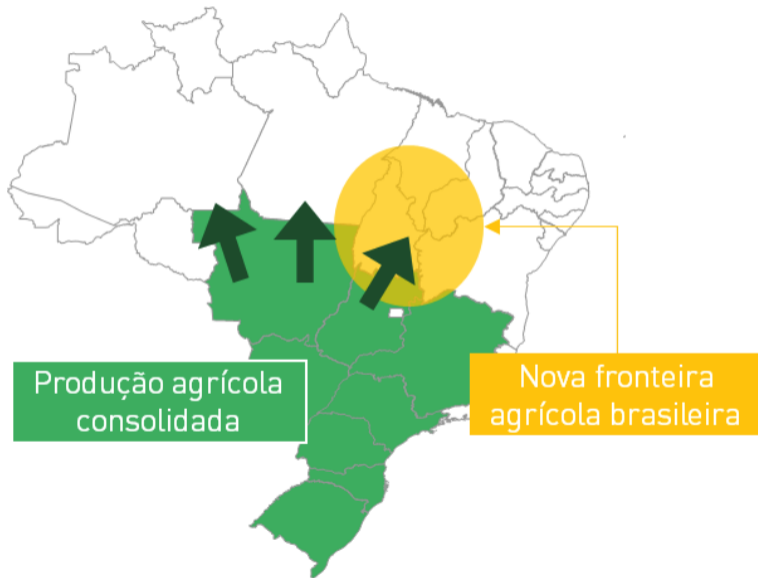 Produção agrícola
consolidada
Nova fronteira
agrícola brasileira